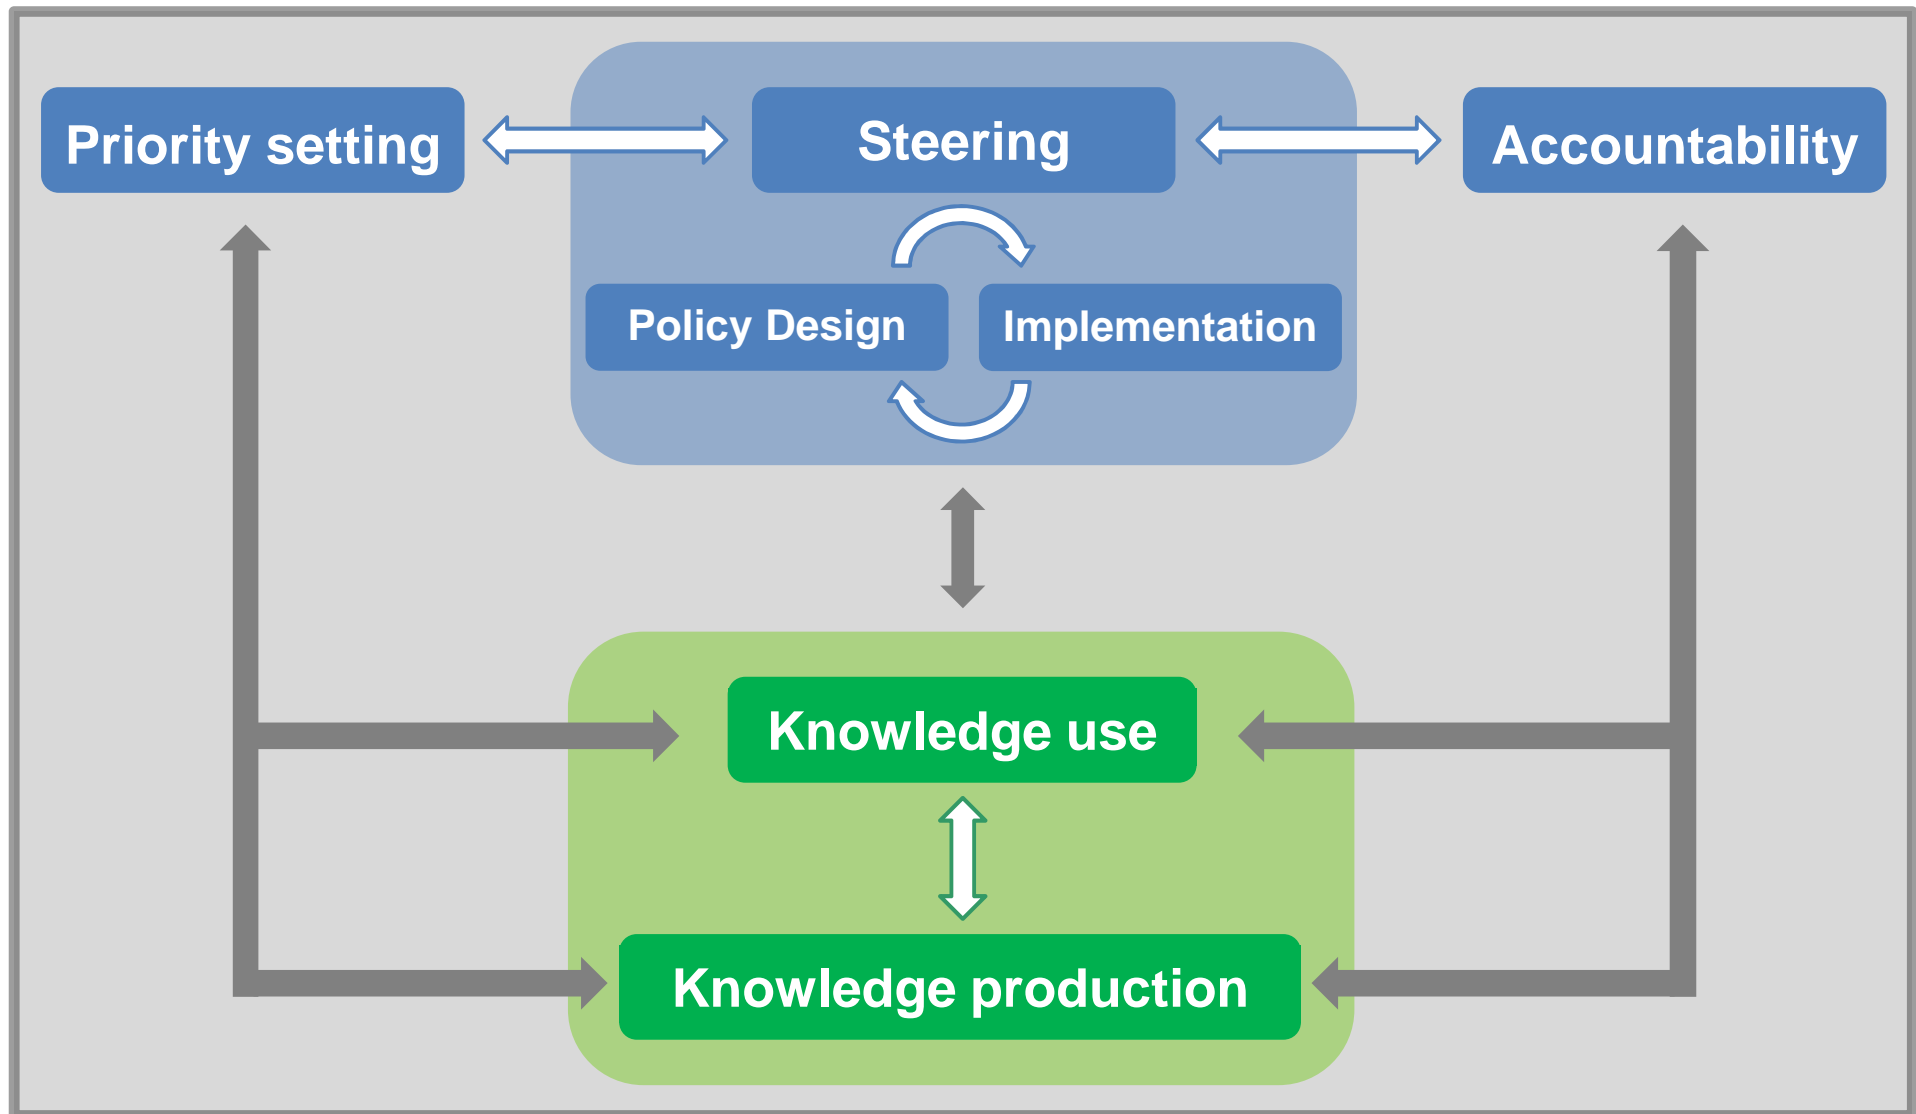 Priority setting
Steering
Accountability
Policy Design
Implementation
Knowledge use
Knowledge production